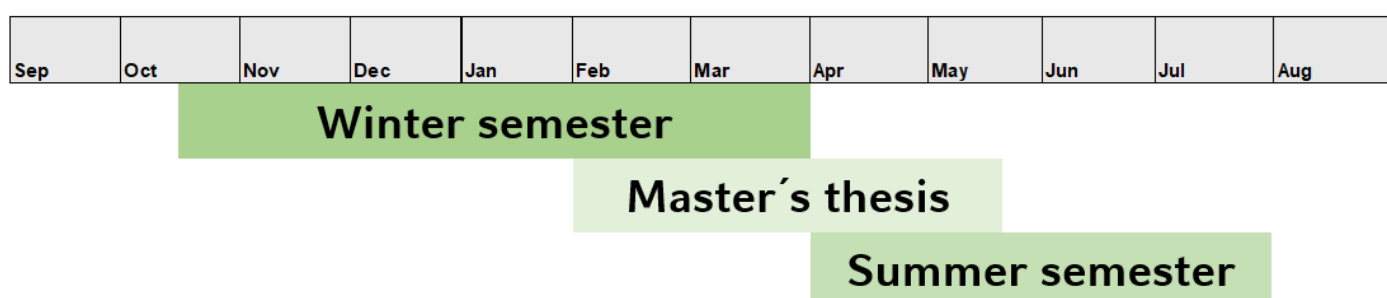 Sep Oct Nov Dec Jan Feb Mar Apr May Jun Jul Aug
Winter semester
Master´s thesis
Summer semester